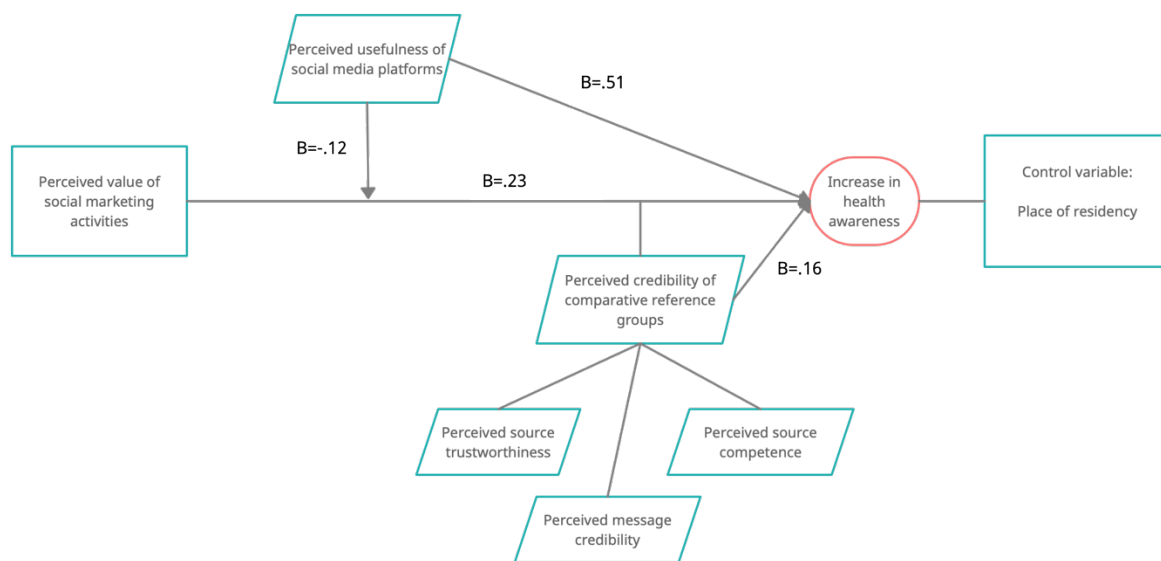 Perceived usefulness of
social media platforms
B=.51
B=-.12
Perceived value of
social marketing
activities
B=.23
Increase in
health
awareness
Control variable:
Place of residency
Perceived credibility of
comparative reference
groups
B=.16
Perceived source
trustworthiness
Perceived source
competence
Perceived message
credibility